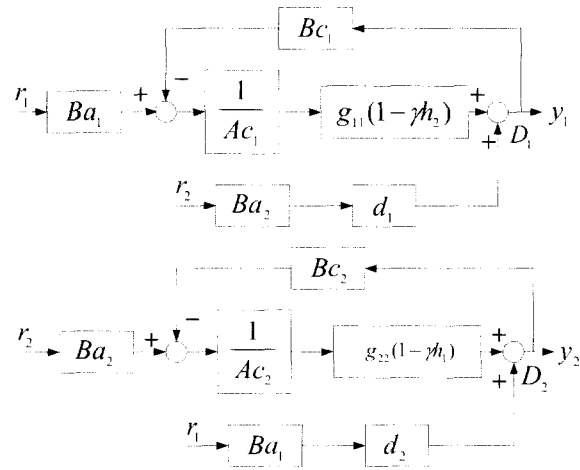 Bc₁
r₁ Ba₁ + − 1/Ac₁ g₁₁(1−γh₂) + + D₁ y₁
r₂ Ba₂ d₁
Bc₂
r₂ Ba₂ + − 1/Ac₂ g₂₂(1−γh₁) + + D₂ y₂
r₁ Ba₁ d₂